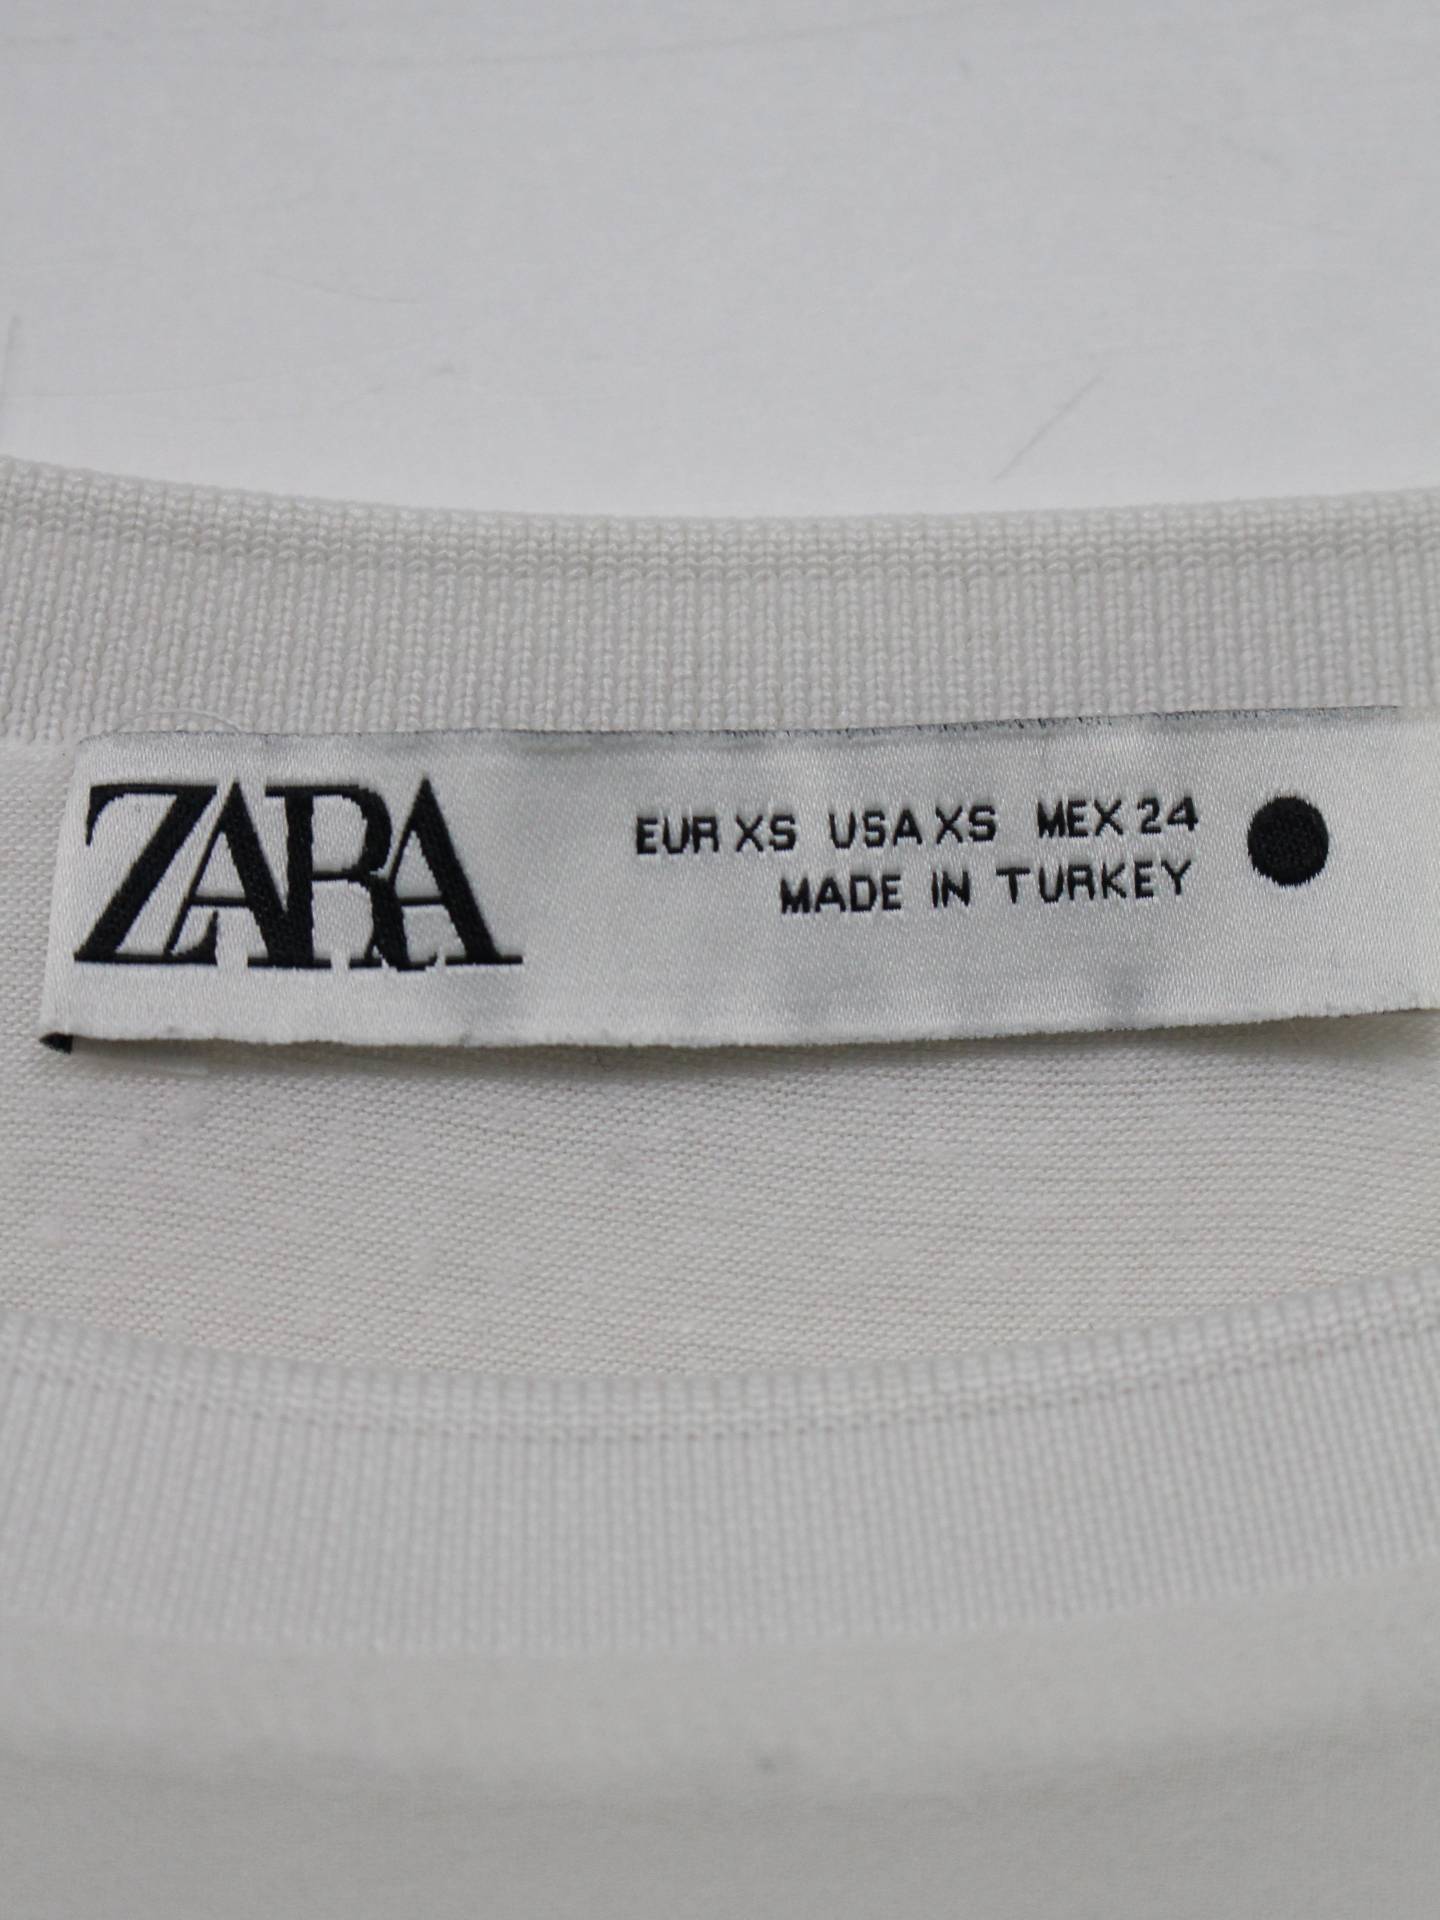 ZARA
EUR XS USA XS MEX 24
MADE IN TURKEY